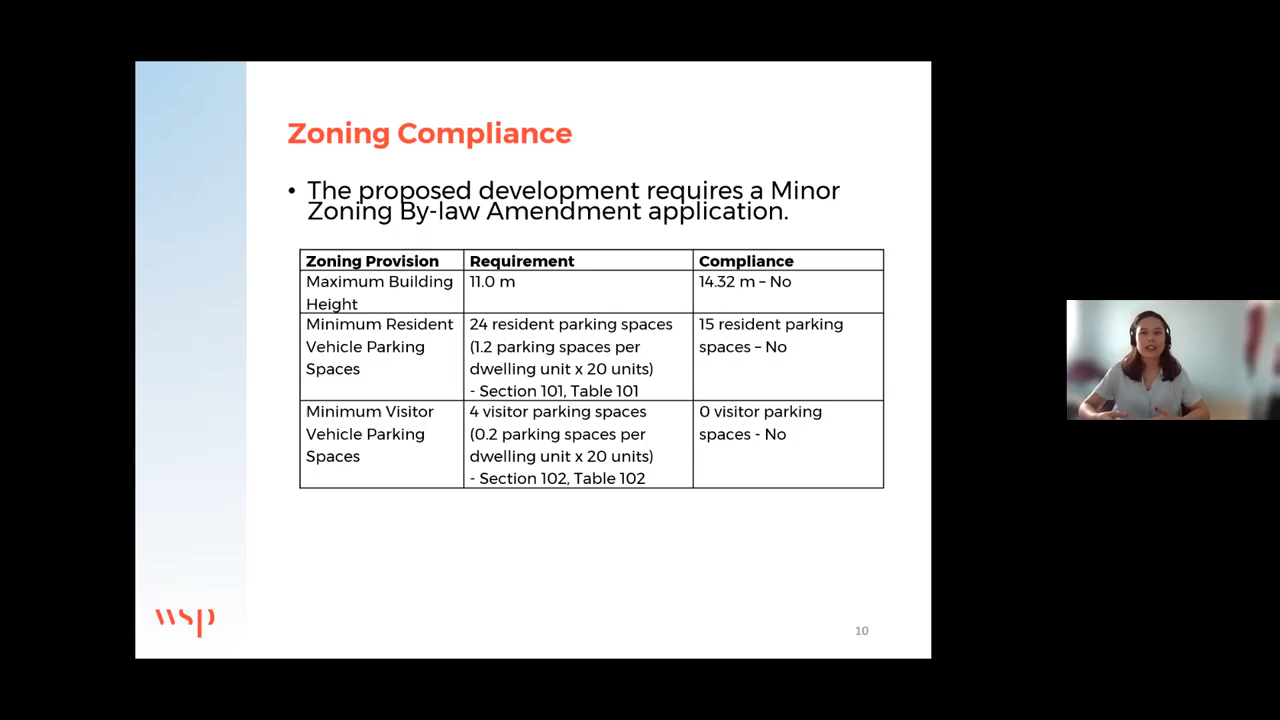 Zoning Compliance
• The proposed development requires a Minor
Zoning By-law Amendment application.
Zoning Provision Requirement Compliance
Maximum Building
Height
11.0 m
14.32 m – No
Minimum Resident
Vehicle Parking
Spaces
24 resident parking spaces
(1.2 parking spaces per
dwelling unit x 20 units)
- Section 101, Table 101
15 resident parking
spaces – No
Minimum Visitor
Vehicle Parking
Spaces
4 visitor parking spaces
(0.2 parking spaces per
dwelling unit x 20 units)
- Section 102, Table 102
0 visitor parking
spaces - No
wsp
10